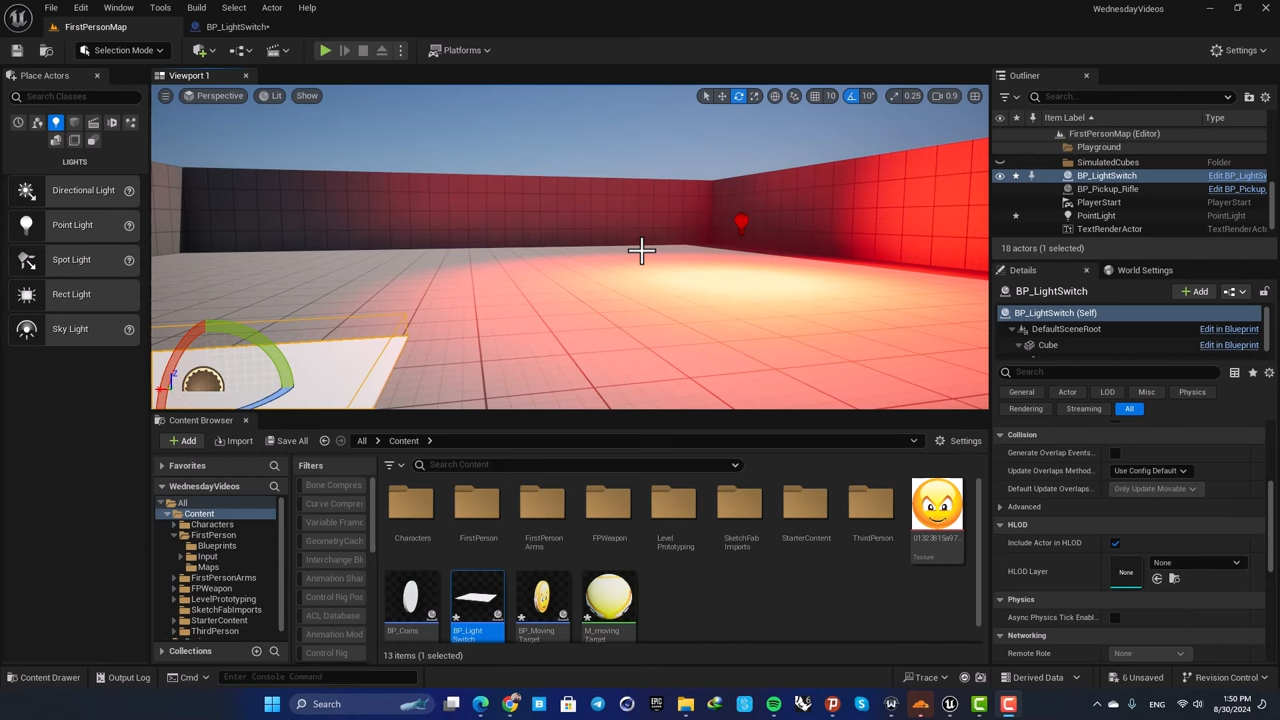 File Edit Window Tools Build Select Actor Help
WednesdayVideos
FirstPersonMap
BP_LightSwitch•
Selection Mode
Platforms
Settings
Place Actors
Search Classes
LIGHTS
Directional Light
Point Light
Spot Light
Rect Light
Sky Light
Viewport 1
Perspective Lit Show
10 10° 0.25 0.9
Outliner
Search...
Item Label Type
FirstPersonMap (Editor)
Playground
SimulatedCubes Folder
BP_LightSwitch Edit BP_LightSv
BP_Pickup_Rifle Edit BP_Pickup_
PlayerStart PlayerStart
PointLight PointLight
TextRenderActor TextRenderActor
18 actors (1 selected)
Details
World Settings
BP_LightSwitch
Add
BP_LightSwitch (Self)
DefaultSceneRoot Edit in Blueprint
Cube Edit in Blueprint
Search
General Actor LOD Misc Physics
Rendering Streaming All
Collision
Generate Overlap Events...
Update Overlaps Method... Use Config Default
Default Update Overlaps... Only Update Movable
Advanced
HLOD
Include Actor in HLOD
HLOD Layer None None
Physics
Async Physics Tick Enabl...
Networking
Remote Role None
Content Browser
Add Import Save All All Content Settings
Favorites
WednesdayVideos
All
Content
Characters
FirstPerson
Blueprints
Input
Maps
FirstPersonArms
FPWeapon
LevelPrototyping
SketchfabImports
StarterContent
ThirdPerson
Collections
Filters
Bone Compres
Curve Compres
Variable Frame
GeometryCach
Interchange Bl
Animation Shar
Control Rig Pos
ACL Database
Animation Mod
Control Rig
Search Content
Characters
FirstPerson
FirstPerson
Arms
FPWeapon
Level
Prototyping
SketchFab
Imports
StarterContent
ThirdPerson
01323815a97...
Texture
BP_Coins
BP_Light
Switch
BP_Moving
Target
M_moving
Target
13 items (1 selected)
Content Drawer Output Log Cmd Enter Console Command
Trace Derived Data 6 Unsaved Revision Control
Search
1:50 PM
8/30/2024